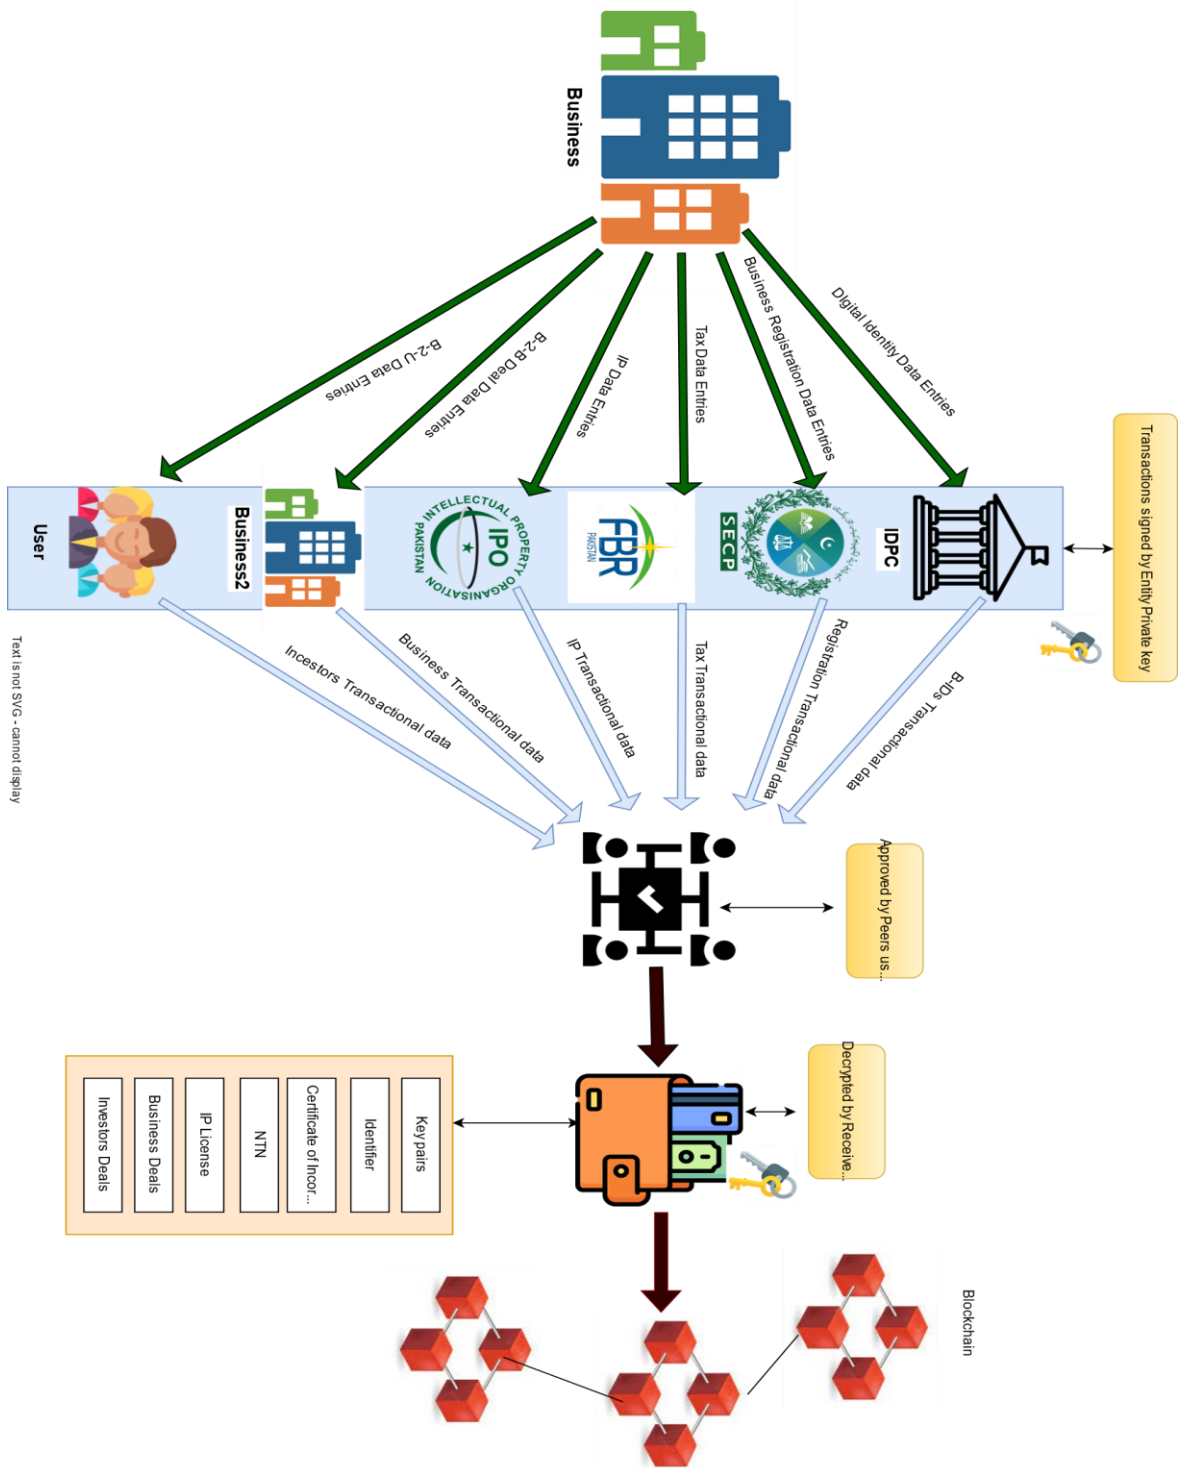 Business
DIgital Identity Data Entries
Business Registration Data Entries
Tax Data Entries
IP Data Entries
B-2-B Deal Data Entries
B-2-U Data Entries
Transactions signed by Entity Private key
IDPC
SECP
FBR
PAKISTAN
INTELLECTUAL PROPERTY ORGANISATION
IPO
PAKISTAN
Business2
User
B-IDs Transactional data
Registration Transactional data
Tax Transactional data
IP Transactional data
Business Transactional data
Incestors Transactional data
Approved by Peers us...
Decrypted by Receive...
Key pairs
Identifier
Certificate of Incor...
NTN
IP License
Business Deals
Investors Deals
Blockchain
Text is not SVG - cannot display